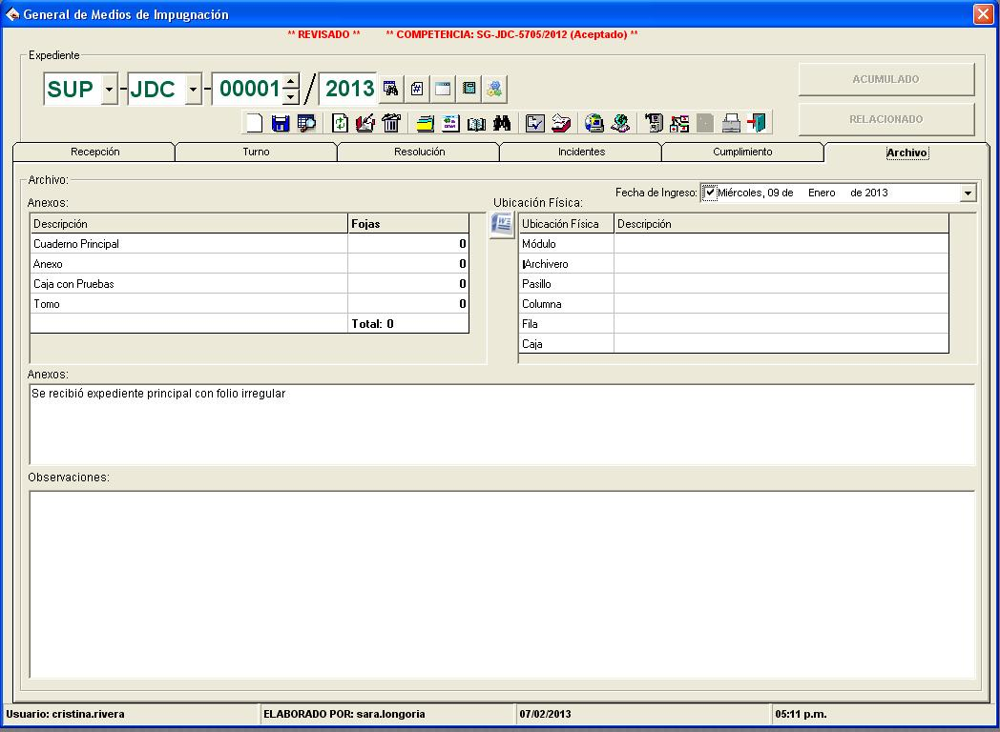 General de Medios de Impugnación
** REVISADO ** ** COMPETENCIA: SG-JDC-5705/2012 (Aceptado) **
Expediente
SUP - JDC - 00001 / 2013
ACUMULADO
RELACIONADO
Recepción Turno Resolución Incidentes Cumplimiento Archivo
Archivo:
Fecha de Ingreso: Miércoles, 09 de Enero de 2013
Anexos:
Descripción Fojas
Cuaderno Principal 0
Anexo 0
Caja con Pruebas 0
Tomo 0
Total: 0
Ubicación Física:
Ubicación Física Descripción
Módulo
Archivero
Pasillo
Columna
Fila
Caja
Anexos:
Se recibió expediente principal con folio irregular
Observaciones:
Usuario: cristina.rivera ELABORADO POR: sara.longoria 07/02/2013 05:11 p.m.